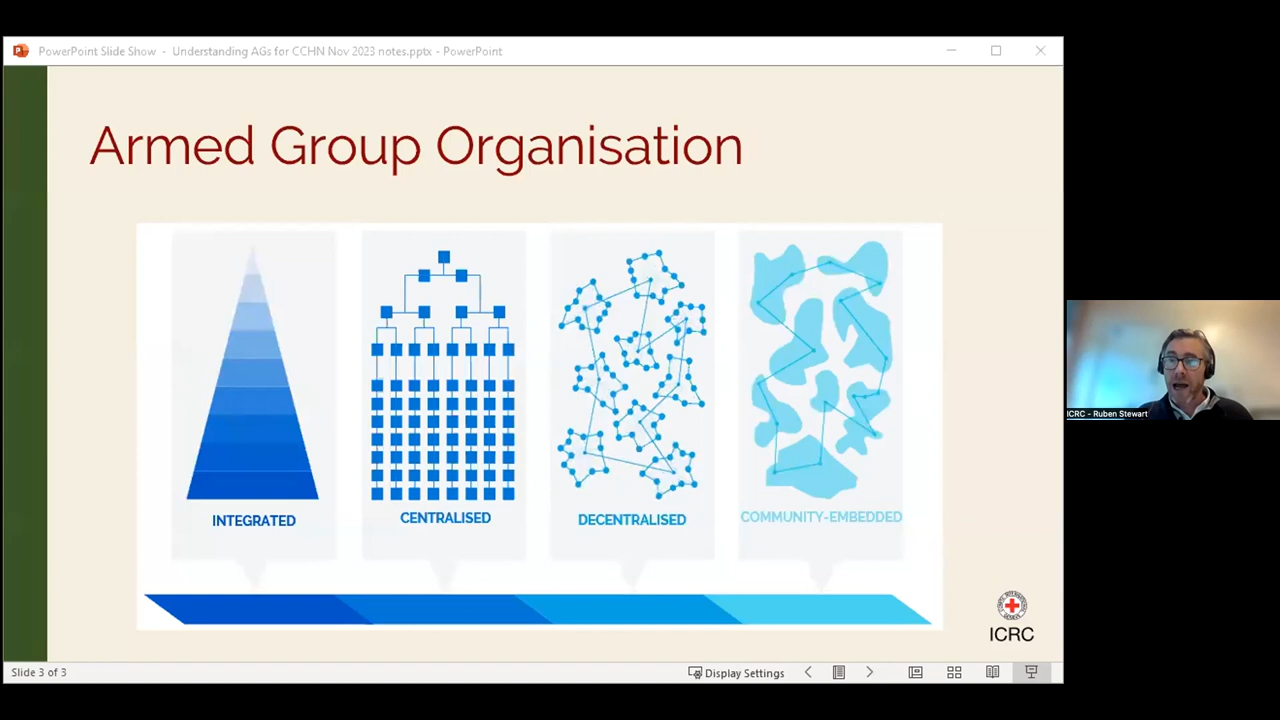 PowerPoint Slide Show - Understanding AGs for CCHN Nov 2023 notes.pptx - PowerPoint
Armed Group Organisation
INTEGRATED
CENTRALISED
DECENTRALISED
COMMUNITY-EMBEDDED
ICRC
ICRC - Ruben Stewart
Slide 3 of 3
Display Settings